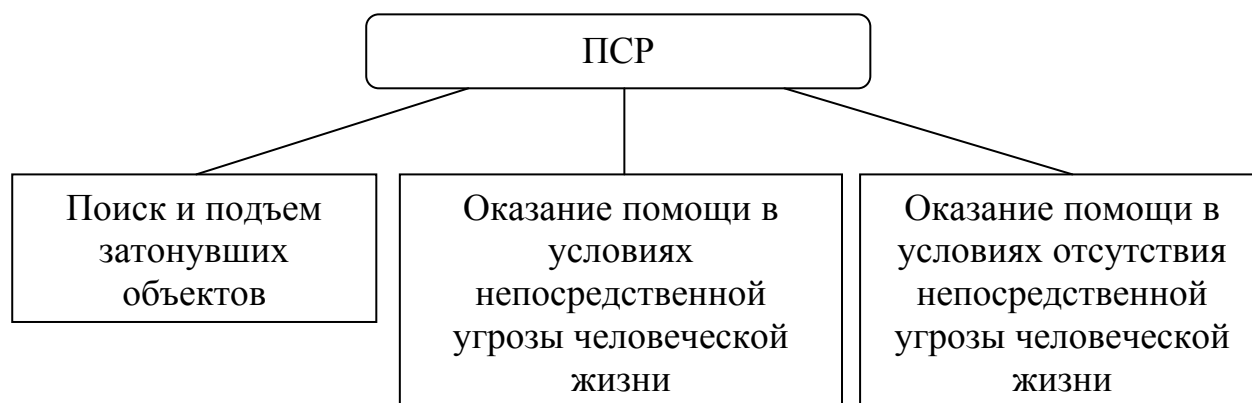 ПСР
Поиск и подъем
затонувших
объектов
Оказание помощи в
условиях
непосредственной
угрозы человеческой
жизни
Оказание помощи в
условиях отсутствия
непосредственной
угрозы человеческой
жизни